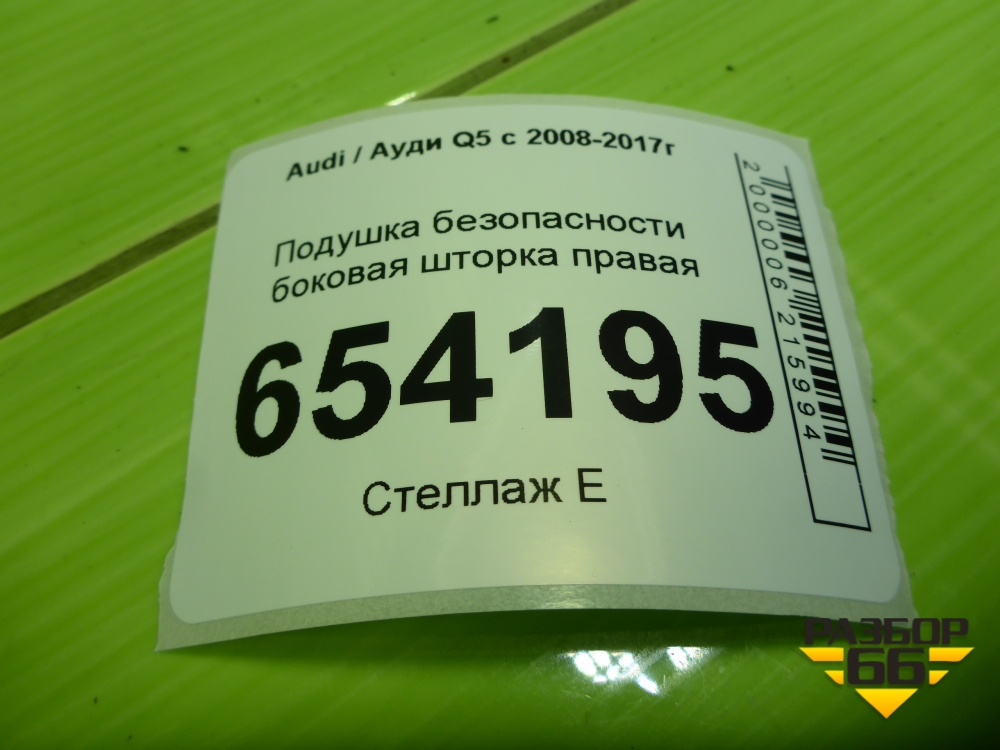 Audi / Ауди Q5 с 2008-2017г
Подушка безопасности
боковая шторка правая
654195
Стеллаж Е
2000006215994
РАЗБОР
66